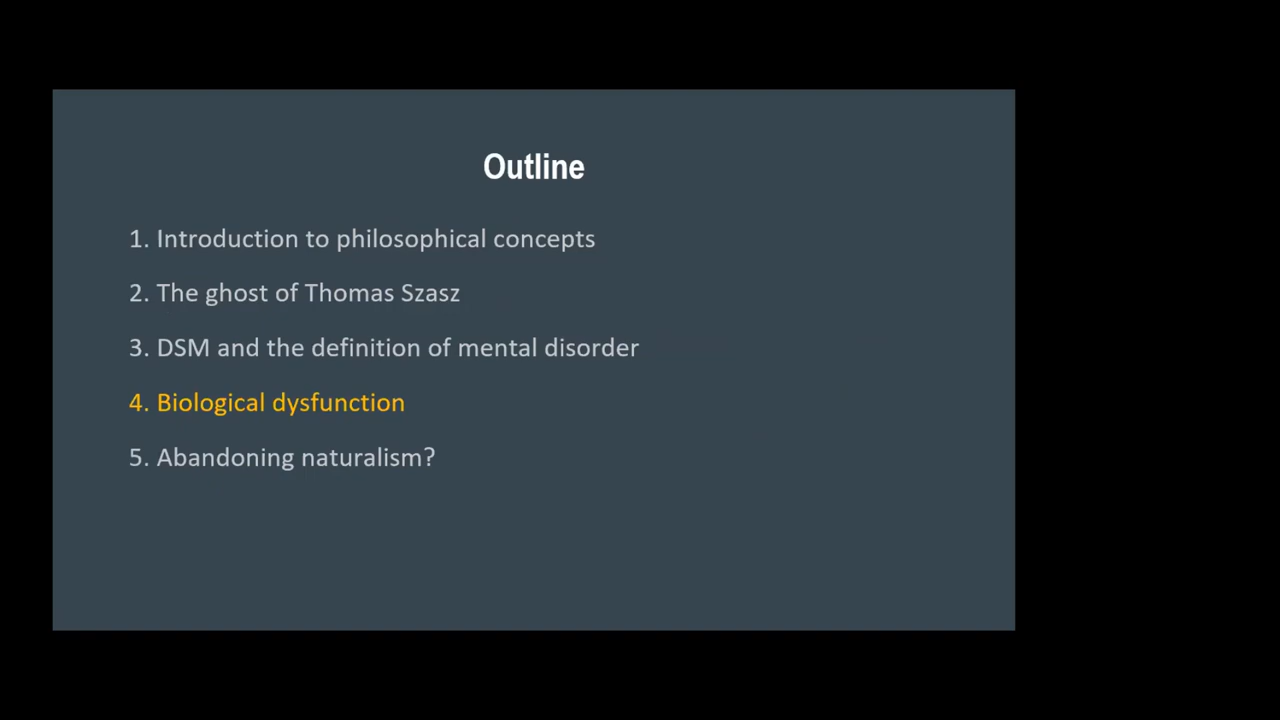 Outline
1. Introduction to philosophical concepts
2. The ghost of Thomas Szasz
3. DSM and the definition of mental disorder
4. Biological dysfunction
5. Abandoning naturalism?